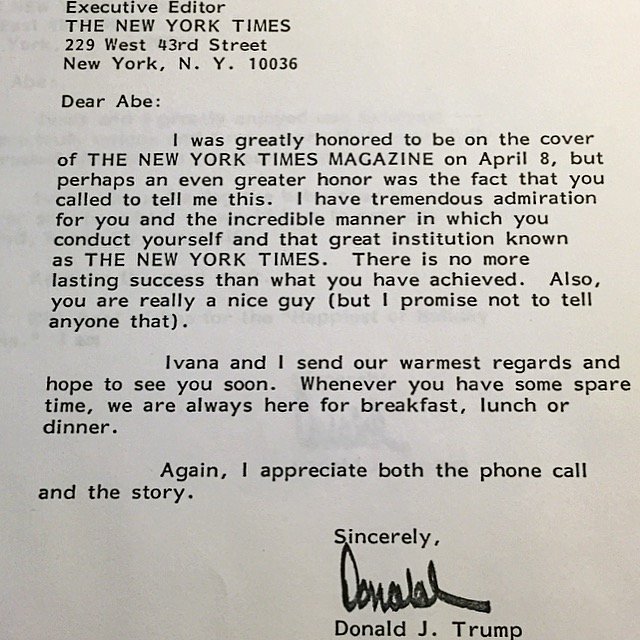 Executive Editor
THE NEW YORK TIMES
229 West 43rd Street
New York, N. Y. 10036
Dear Abe:
I was greatly honored to be on the cover
of THE NEW YORK TIMES MAGAZINE on April 8, but
perhaps an even greater honor was the fact that you
called to tell me this. I have tremendous admiration
for you and the incredible manner in which you
conduct yourself and that great institution known
as THE NEW YORK TIMES. There is no more
lasting success than what you have achieved. Also,
you are really a nice guy (but I promise not to tell
anyone that).
Ivana and I send our warmest regards and
hope to see you soon. Whenever you have some spare
time, we are always here for breakfast, lunch or
dinner.
Again, I appreciate both the phone call
and the story.
Sincerely,
Donald
Donald J. Trump